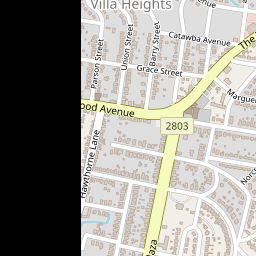 Villa Heights
Catawba Avenue
The
Union Street
Barry Street
Parson Street
Grace Street
Margue
ood Avenue
2803
Hawthorne Lane
Norc
aza